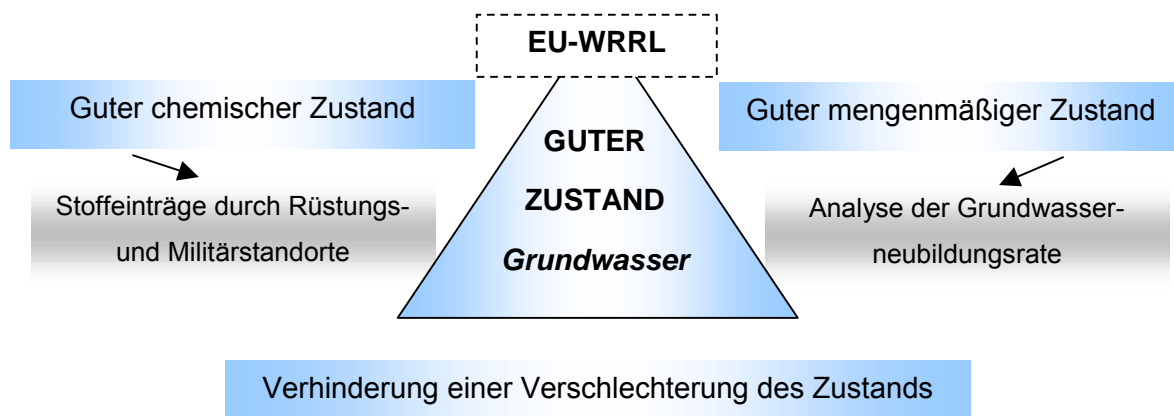 EU-WRRL
Guter chemischer Zustand
Guter mengenmäßiger Zustand
GUTER
ZUSTAND
Grundwasser
Stoffeinträge durch Rüstungs-
und Militärstandorte
Analyse der Grundwasser-
neubildungsrate
Verhinderung einer Verschlechterung des Zustands